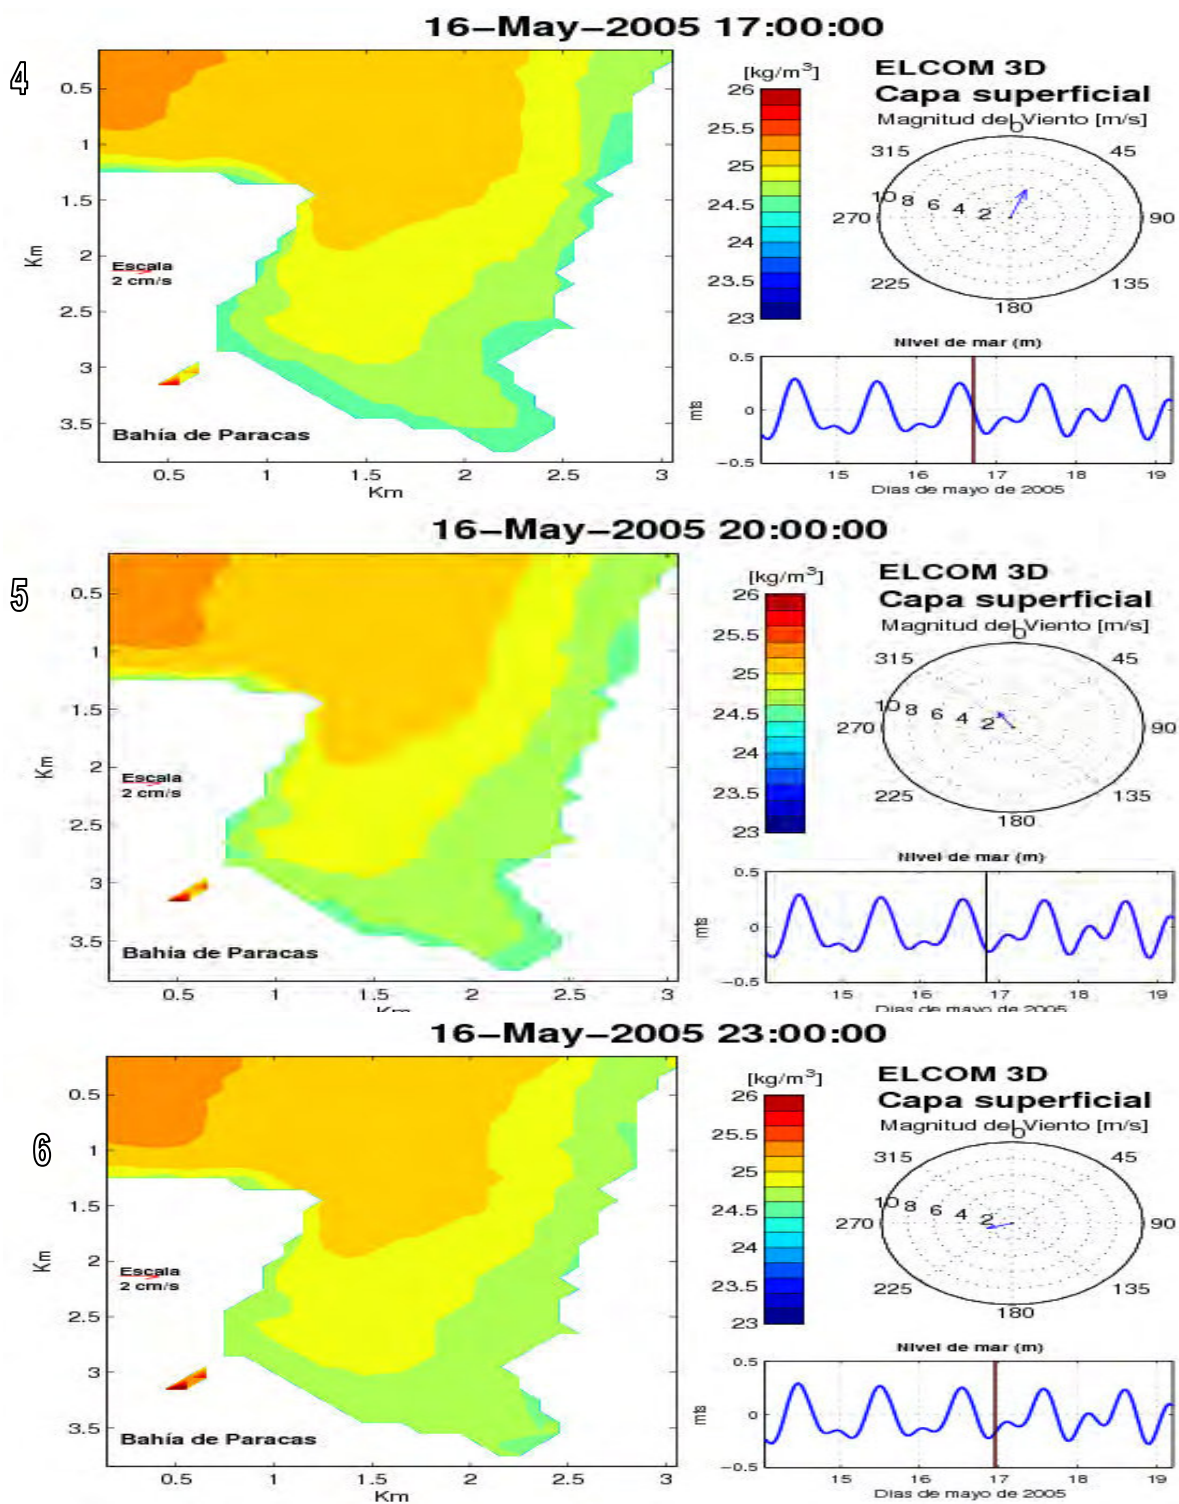 16-May-2005 17:00:00
4
[kg/m3]
ELCOM 3D
Capa superficial
Magnitud del Viento [m/s]
0
315 45
10 8 6 4 2
270 90
225 135
180
26
25.5
25
24.5
24
23.5
23
0.5
1
1.5
2
2.5
3
3.5
Km
Escala
2 cm/s
Bahía de Paracas
0.5 1 1.5 2 2.5 3
Km
Nivel de mar (m)
0.5
0
-0.5
mts
15 16 17 18 19
Dias de mayo de 2005
16-May-2005 20:00:00
5
[kg/m3]
ELCOM 3D
Capa superficial
Magnitud del Viento [m/s]
0
315 45
10 8 6 4 2
270 90
225 135
180
26
25.5
25
24.5
24
23.5
23
0.5
1
1.5
2
2.5
3
3.5
Km
Escala
2 cm/s
Bahía de Paracas
0.5 1 1.5 2 2.5 3
Km
Nivel de mar (m)
0.5
0
-0.5
mts
15 16 17 18 19
Dias de mayo de 2005
16-May-2005 23:00:00
6
[kg/m3]
ELCOM 3D
Capa superficial
Magnitud del Viento [m/s]
0
315 45
10 8 6 4 2
270 90
225 135
180
26
25.5
25
24.5
24
23.5
23
0.5
1
1.5
2
2.5
3
3.5
Km
Escala
2 cm/s
Bahía de Paracas
0.5 1 1.5 2 2.5 3
Km
Nivel de mar (m)
0.5
0
-0.5
mts
15 16 17 18 19
Dias de mayo de 2005